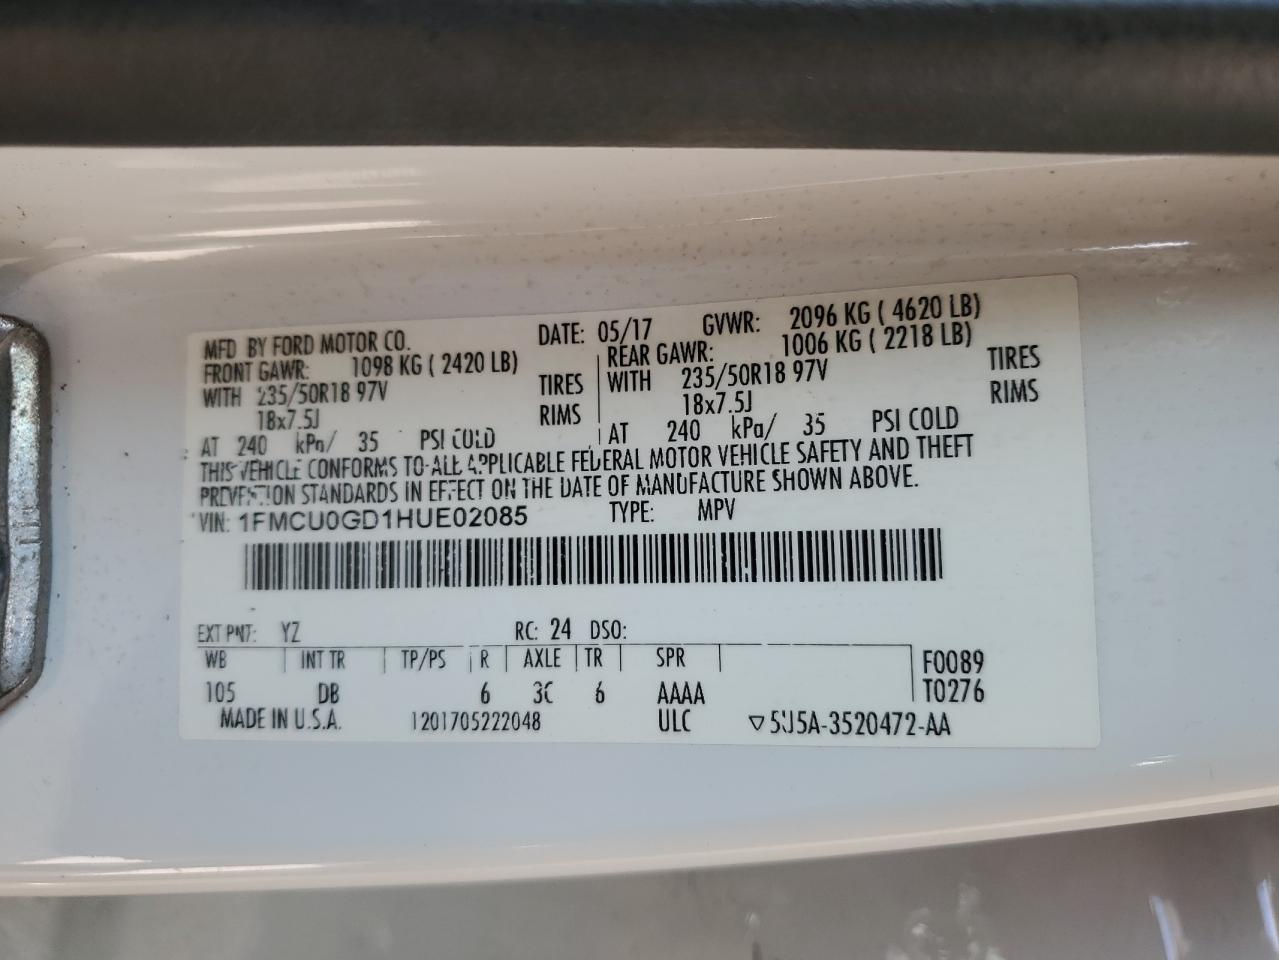 MFD BY FORD MOTOR CO. DATE: 05/17 GVWR: 2096 KG ( 4620 LB)
FRONT GAWR: 1098 KG ( 2420 LB) REAR GAWR: 1006 KG ( 2218 LB)
WITH 235/50R18 97V TIRES WITH 235/50R18 97V TIRES
18x7.5J RIMS 18x7.5J RIMS
AT 240 kPa/ 35 PSI COLD AT 240 kPa/ 35 PSI COLD
THIS VEHICLE CONFORMS TO ALL APPLICABLE FEDERAL MOTOR VEHICLE SAFETY AND THEFT
PREVENTION STANDARDS IN EFFECT ON THE DATE OF MANUFACTURE SHOWN ABOVE.
VIN: 1FMCU0GD1HUE02085 TYPE: MPV
EXT PNT: YZ RC: 24 DSO:
WB INT TR TP/PS R AXLE TR SPR F0089
105 DB 6 3C 6 AAAA T0276
MADE IN U.S.A. 1201705222048 ULC